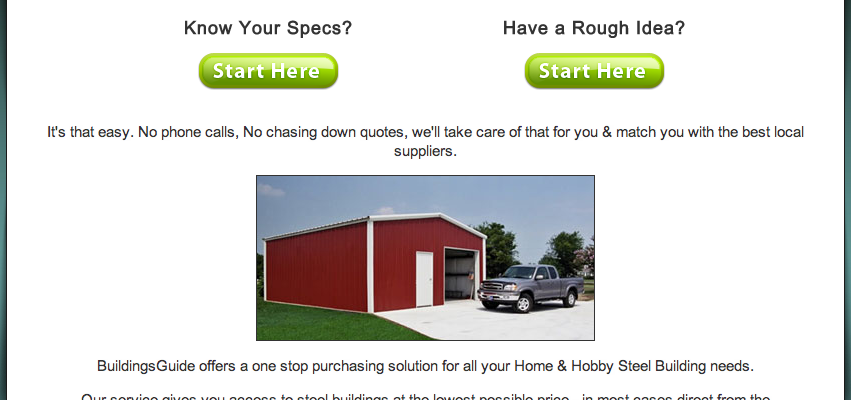 Know Your Specs?
Have a Rough Idea?
Start Here
Start Here
It's that easy. No phone calls, No chasing down quotes, we'll take care of that for you & match you with the best local
suppliers.
BuildingsGuide offers a one stop purchasing solution for all your Home & Hobby Steel Building needs.
Our service gives you access to steel buildings at the lowest possible price - in most cases direct from the